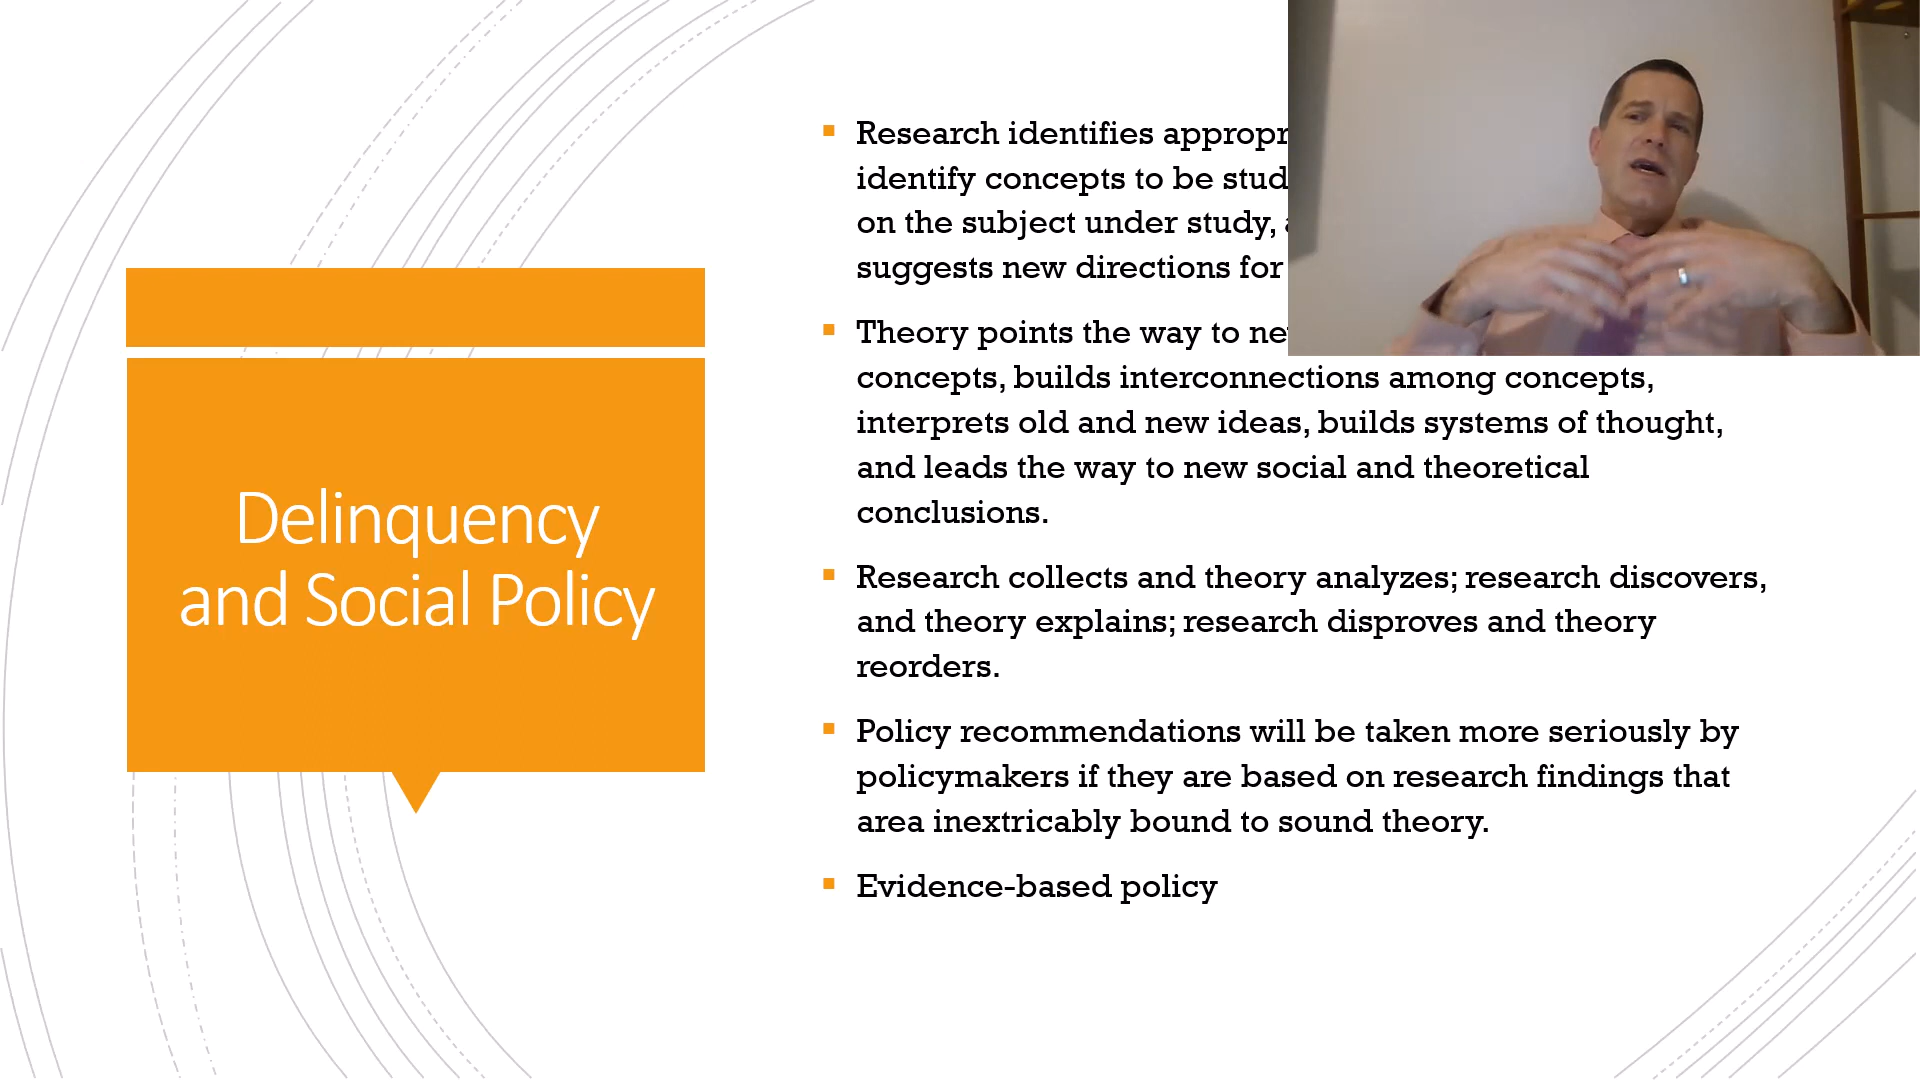 Delinquency
and Social Policy
Research identifies
identify concepts to be
on the subject under study,
suggests new directions for
Theory points the way to
concepts, builds interconnections among concepts,
interprets old and new ideas, builds systems of thought,
and leads the way to new social and theoretical
conclusions.
Research collects and theory analyzes; research discovers,
and theory explains; research disproves and theory
reorders.
Policy recommendations will be taken more seriously by
policymakers if they are based on research findings that
area inextricably bound to sound theory.
Evidence-based policy